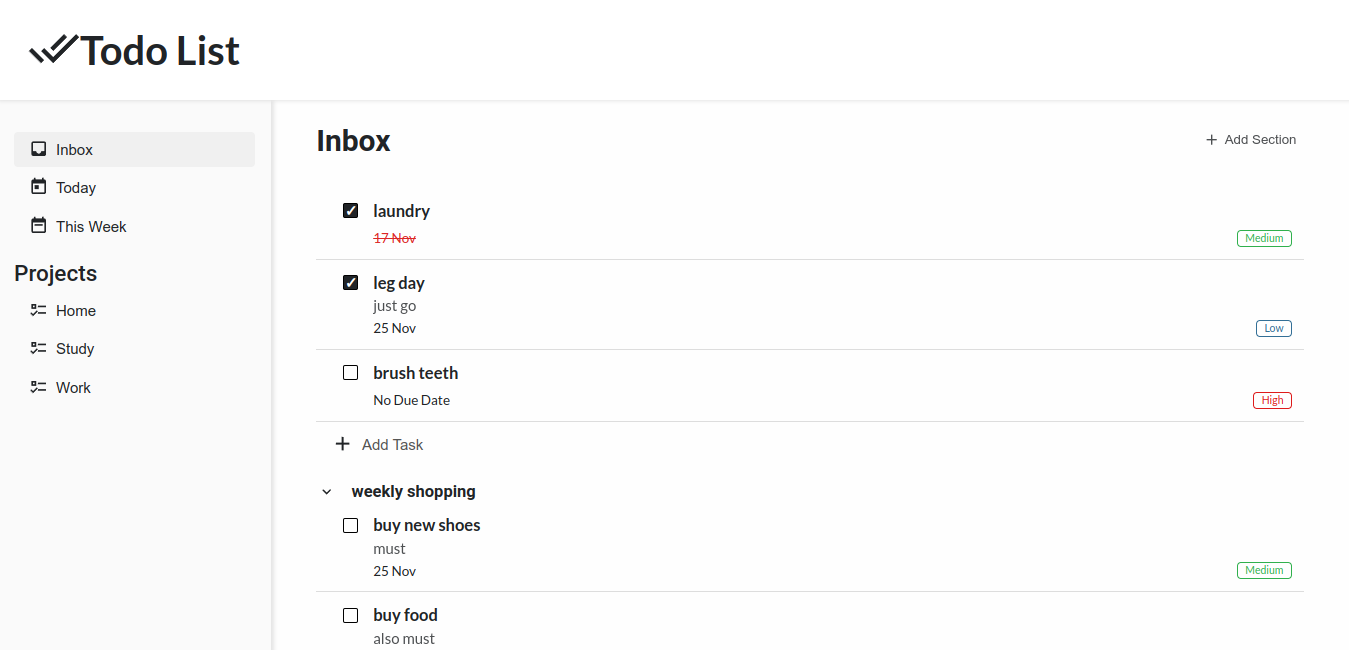 Todo List
Inbox
Today
This Week
Projects
Home
Study
Work
Inbox
Add Section
laundry
17 Nov
Medium
leg day
just go
25 Nov
Low
brush teeth
No Due Date
High
Add Task
weekly shopping
buy new shoes
must
25 Nov
Medium
buy food
also must